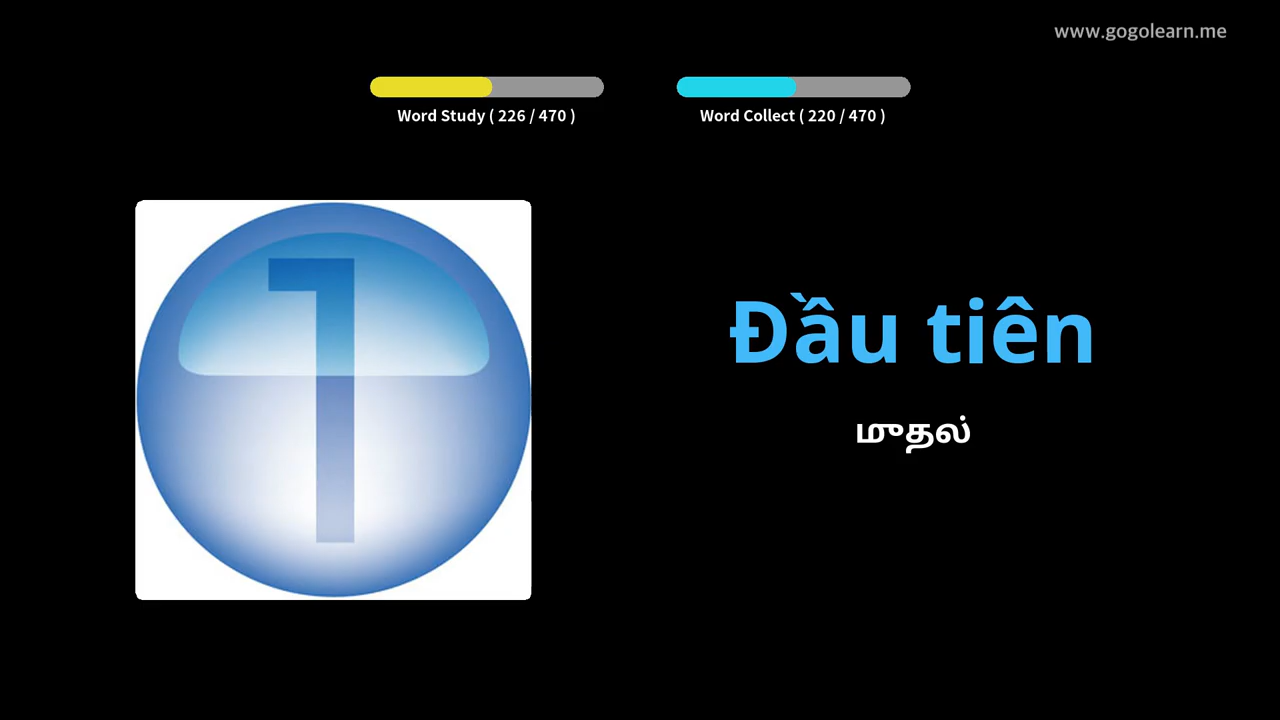 www.gogolearn.me
Word Study ( 226 / 470 )
Word Collect ( 220 / 470 )
1
Đầu tiên
முதல்